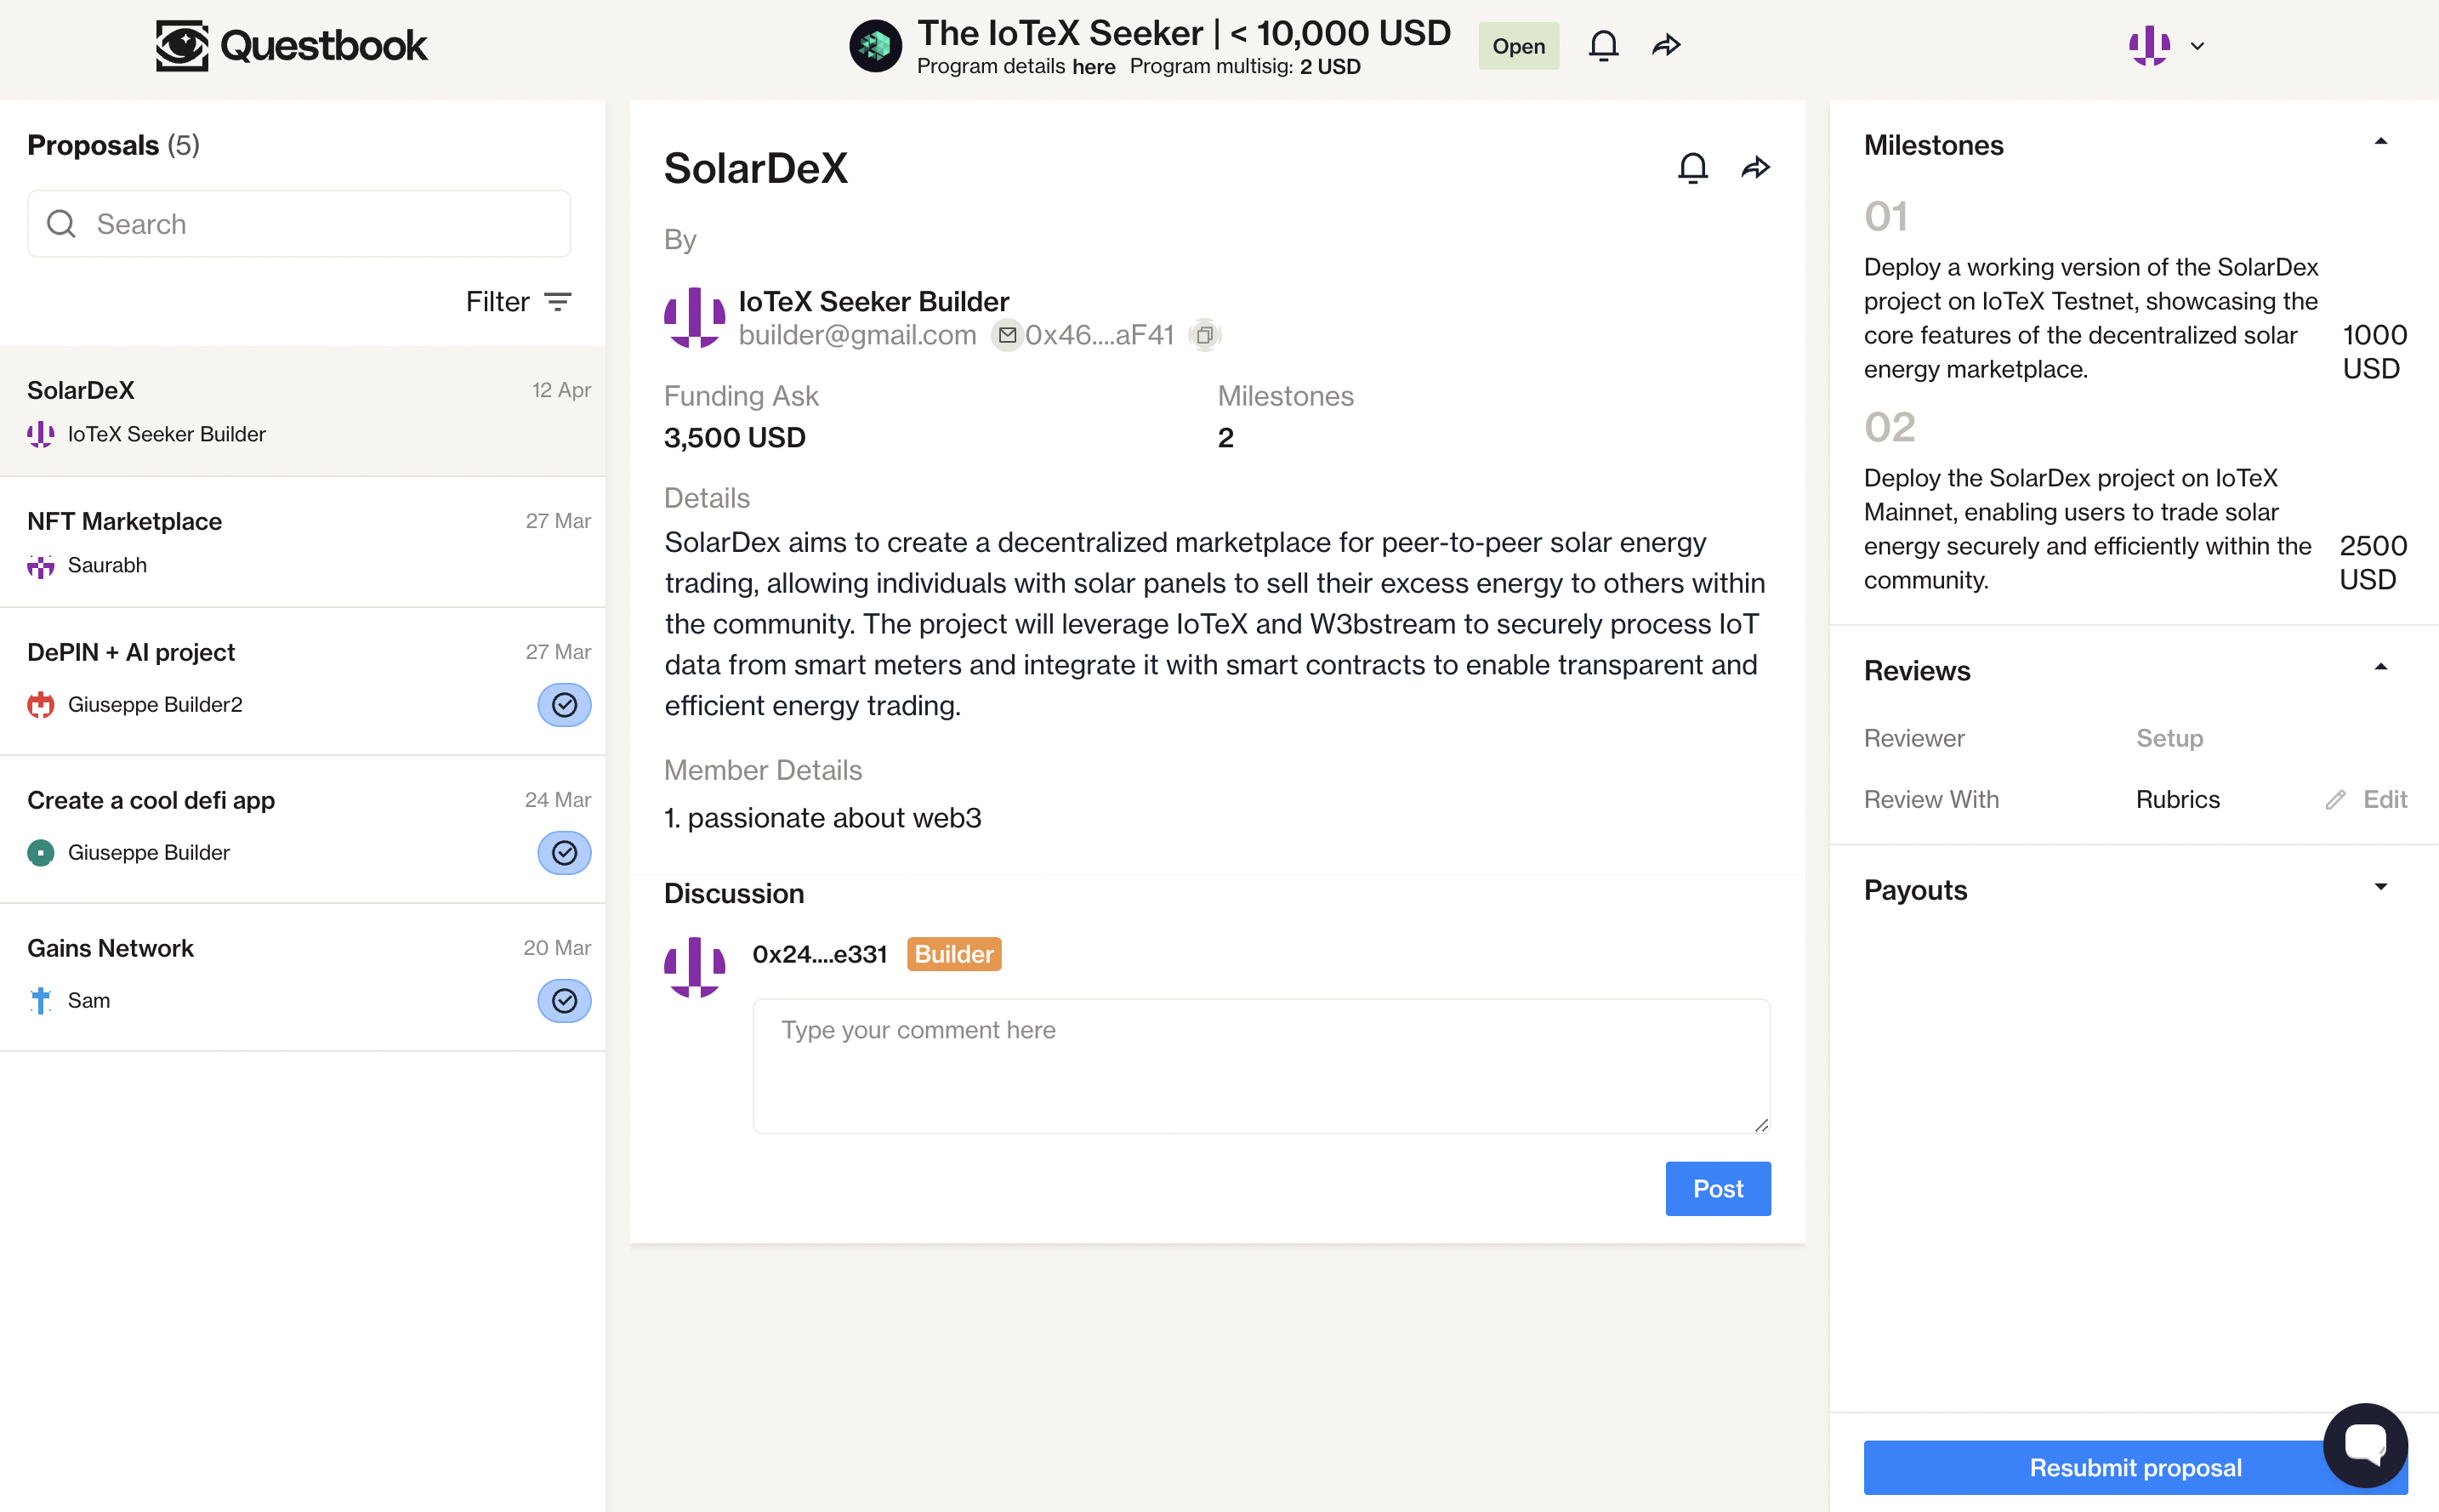 Questbook
The IoTeX Seeker | < 10,000 USD
Program details here Program multisig: 2 USD
Open
Proposals (5)
Search
Filter
SolarDeX
12 Apr
IoTeX Seeker Builder
NFT Marketplace
27 Mar
Saurabh
DePIN + AI project
27 Mar
Giuseppe Builder2
Create a cool defi app
24 Mar
Giuseppe Builder
Gains Network
20 Mar
Sam
SolarDeX
By
IoTeX Seeker Builder
builder@gmail.com 0x46....aF41
Funding Ask
3,500 USD
Milestones
2
Details
SolarDex aims to create a decentralized marketplace for peer-to-peer solar energy
trading, allowing individuals with solar panels to sell their excess energy to others within
the community. The project will leverage IoTeX and W3bstream to securely process IoT
data from smart meters and integrate it with smart contracts to enable transparent and
efficient energy trading.
Member Details
1. passionate about web3
Discussion
0x24....e331 Builder
Type your comment here
Post
Milestones
01
Deploy a working version of the SolarDex
project on IoTeX Testnet, showcasing the
core features of the decentralized solar
energy marketplace.
1000
USD
02
Deploy the SolarDex project on IoTeX
Mainnet, enabling users to trade solar
energy securely and efficiently within the
community.
2500
USD
Reviews
Reviewer
Setup
Review With
Rubrics
Edit
Payouts
Resubmit proposal